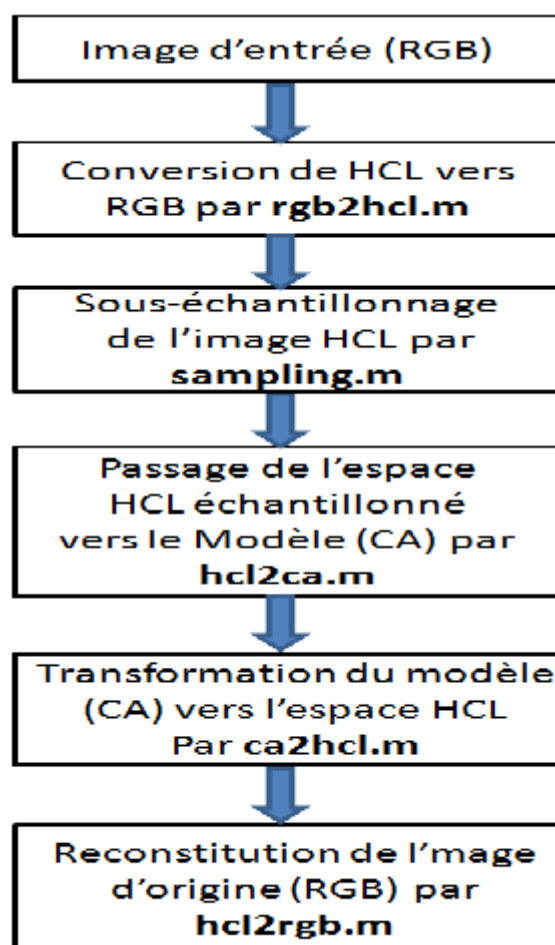 Image d'entrée (RGB)
Conversion de HCL vers
RGB par rgb2hcl.m
Sous-échantillonnage
de l'image HCL par
sampling.m
Passage de l'espace
HCL échantillonné
vers le Modèle (CA) par
hcl2ca.m
Transformation du modèle
(CA) vers l'espace HCL
Par ca2hcl.m
Reconstitution de l'mage
d'origine (RGB) par
hcl2rgb.m